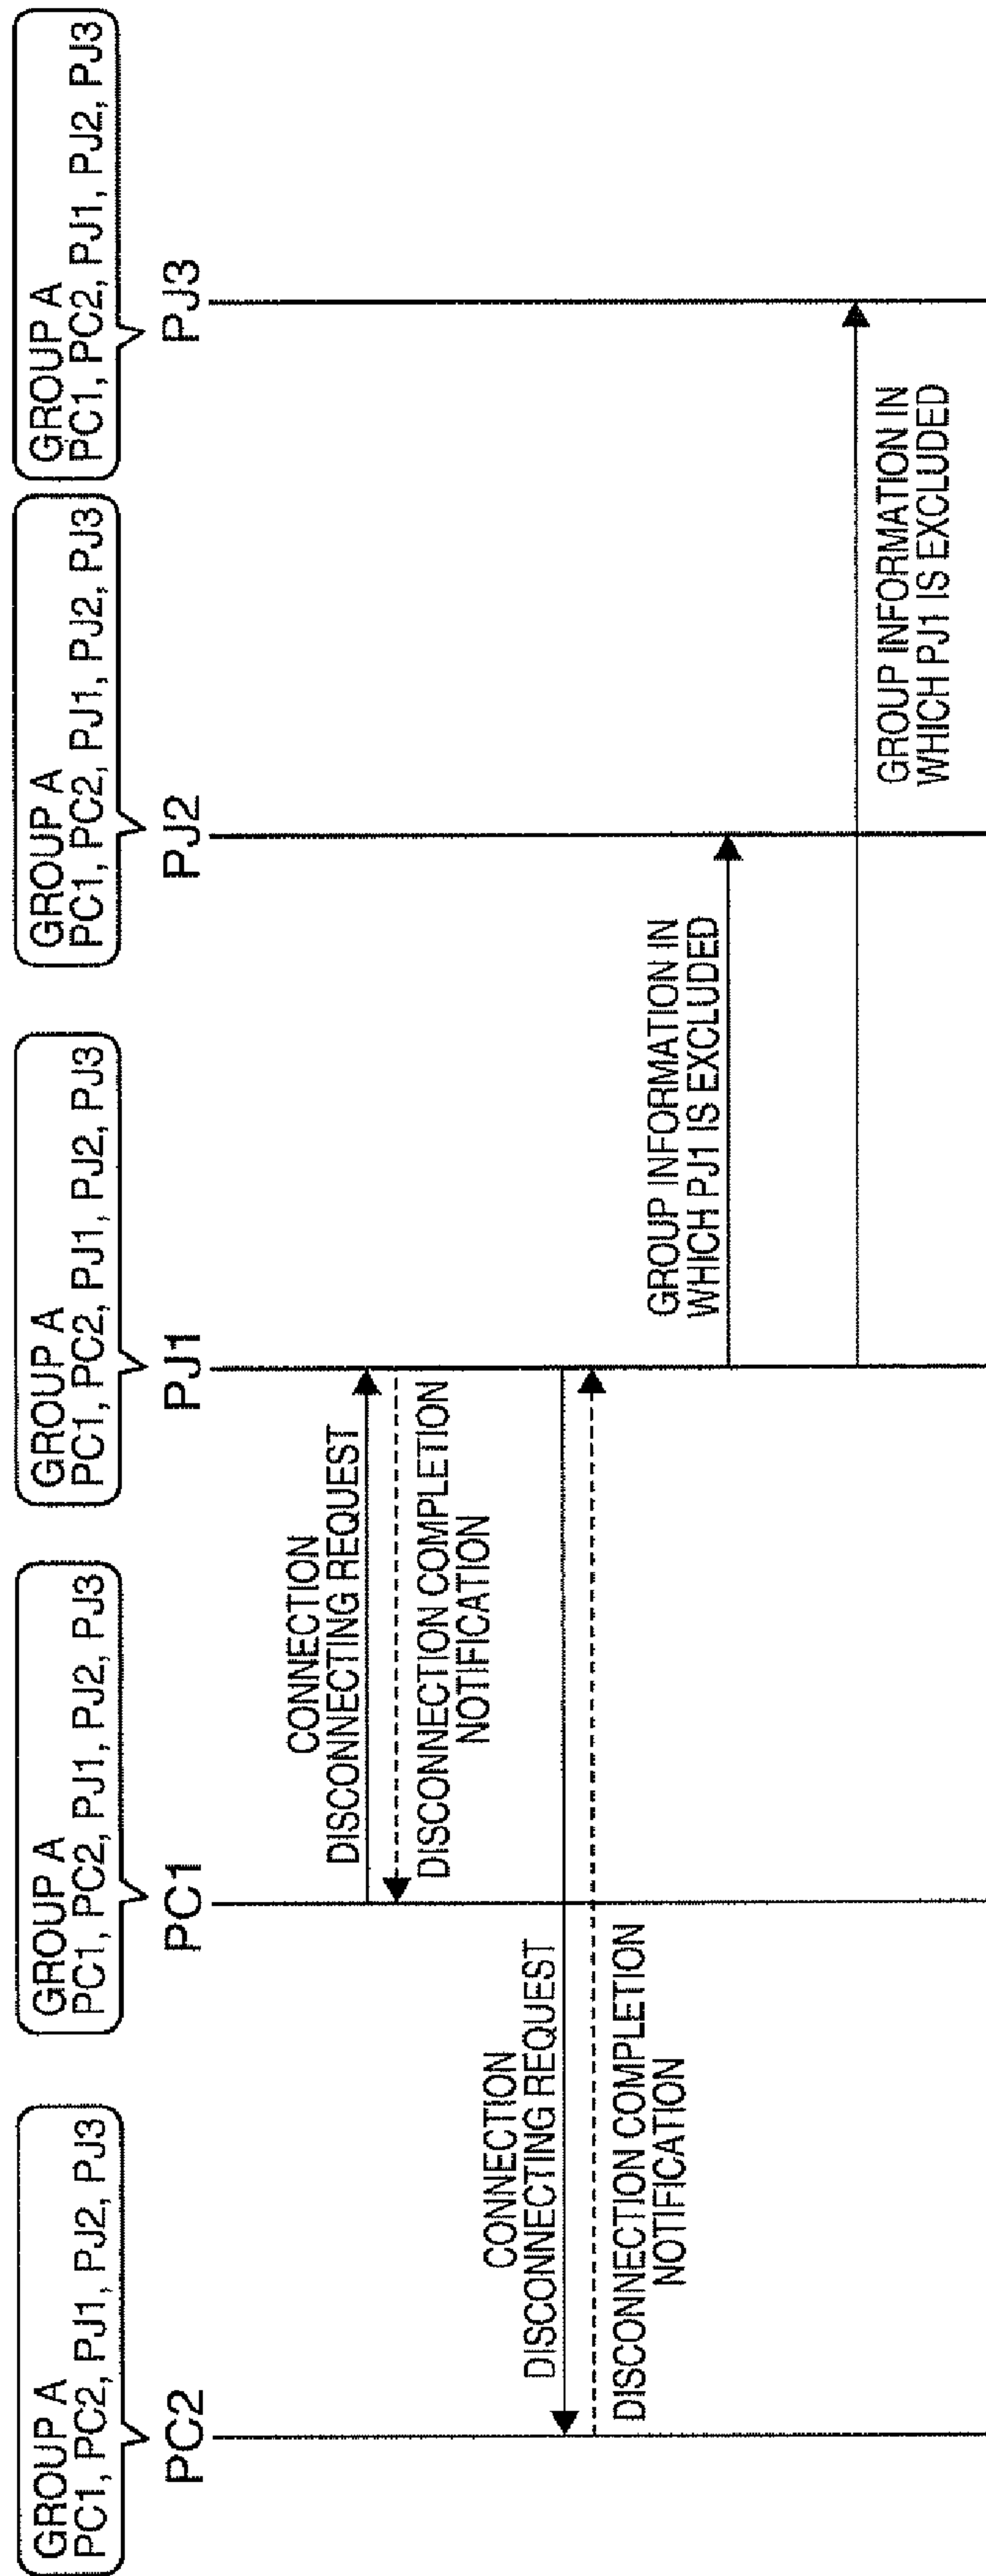 GROUP A
PC1, PC2, PJ1, PJ2, PJ3
GROUP A
PC1, PC2, PJ1, PJ2, PJ3
GROUP A
PC1, PC2, PJ1, PJ2, PJ3
GROUP A
PC1, PC2, PJ1, PJ2, PJ3
GROUP A
PC1, PC2, PJ1, PJ2, PJ3
PC2
PC1
PJ1
PJ2
PJ3
CONNECTION
DISCONNECTING REQUEST
DISCONNECTION COMPLETION
NOTIFICATION
CONNECTION
DISCONNECTING REQUEST
DISCONNECTION COMPLETION
NOTIFICATION
GROUP INFORMATION IN
WHICH PJ1 IS EXCLUDED
GROUP INFORMATION IN
WHICH PJ1 IS EXCLUDED